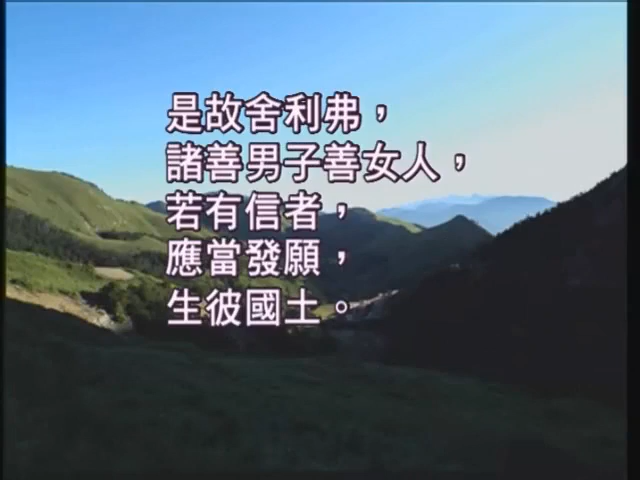 是故舍利弗，
諸善男子善女人，
若有信者，
應當發願，
生彼國土。